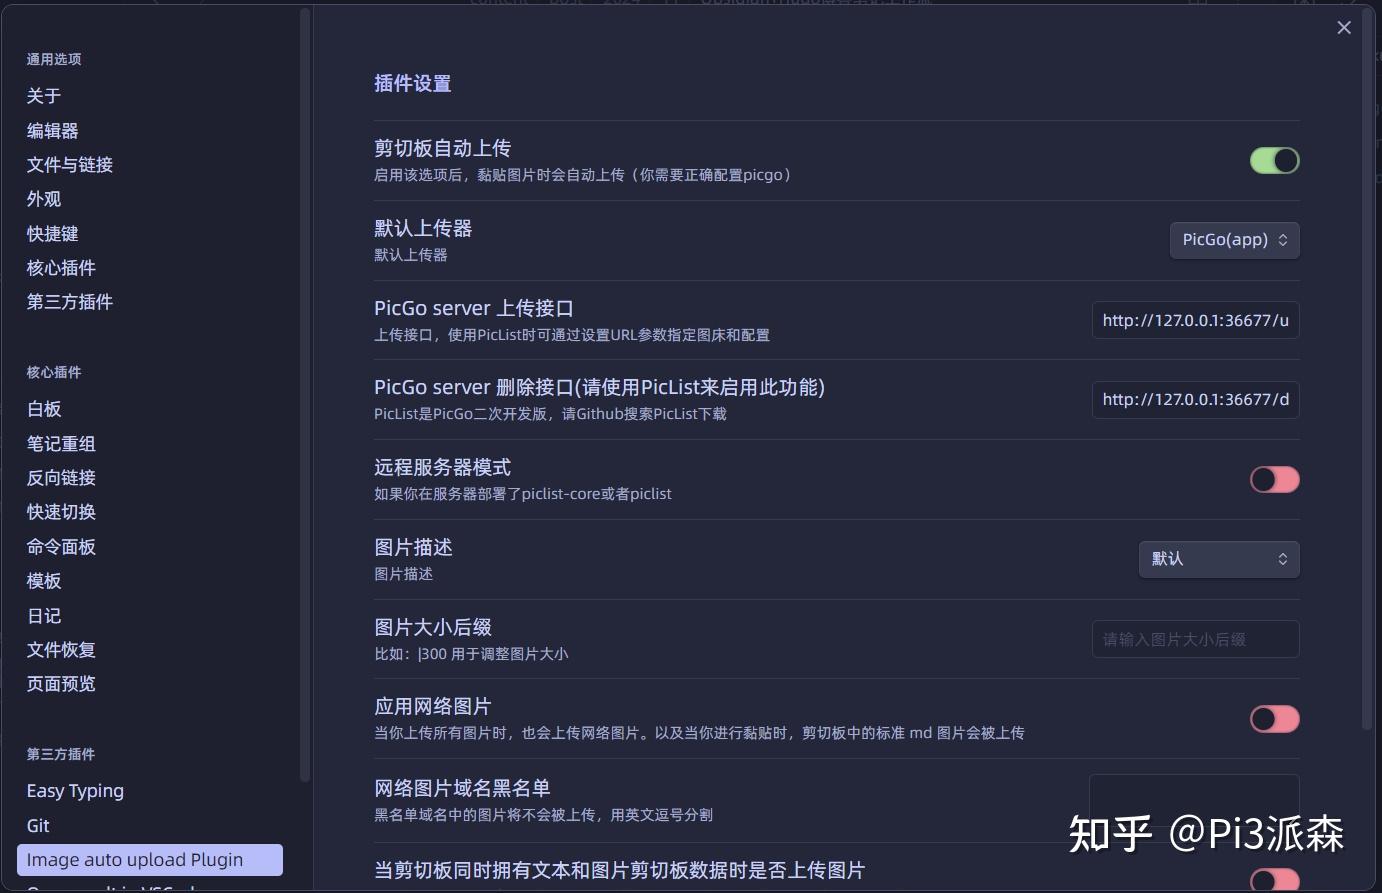 通用选项
关于
编辑器
文件与链接
外观
快捷键
核心插件
第三方插件
核心插件
白板
笔记重组
反向链接
快速切换
命令面板
模板
日记
文件恢复
页面预览
第三方插件
Easy Typing
Git
Image auto upload Plugin
插件设置
剪切板自动上传
启用该选项后，黏贴图片时会自动上传（你需要正确配置picgo）
默认上传器
默认上传器
PicGo(app)
PicGo server 上传接口
上传接口，使用PicList时可通过设置URL参数指定图床和配置
http://127.0.0.1:36677/u
PicGo server 删除接口(请使用PicList来启用此功能)
PicList是PicGo二次开发版，请Github搜索PicList下载
http://127.0.0.1:36677/d
远程服务器模式
如果你在服务器部署了piclist-core或者piclist
图片描述
图片描述
默认
图片大小后缀
比如：|300 用于调整图片大小
请输入图片大小后缀
应用网络图片
当你上传所有图片时，也会上传网络图片。以及当你进行黏贴时，剪切板中的标准 md 图片会被上传
网络图片域名黑名单
黑名单域名中的图片将不会被上传，用英文逗号分割
当剪切板同时拥有文本和图片剪切板数据时是否上传图片
知乎 @Pi3派森